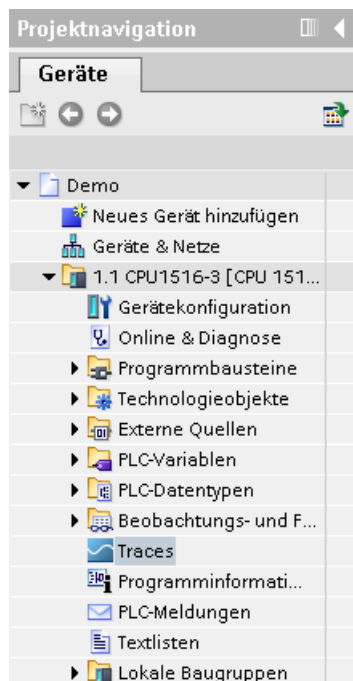 Projektnavigation
Geräte
Demo
Neues Gerät hinzufügen
Geräte & Netze
1.1 CPU1516-3 [CPU 151...
Gerätekonfiguration
Online & Diagnose
Programmbausteine
Technologieobjekte
Externe Quellen
PLC-Variablen
PLC-Datentypen
Beobachtungs- und F...
Traces
Programminformati...
PLC-Meldungen
Textlisten
Lokale Baugruppen